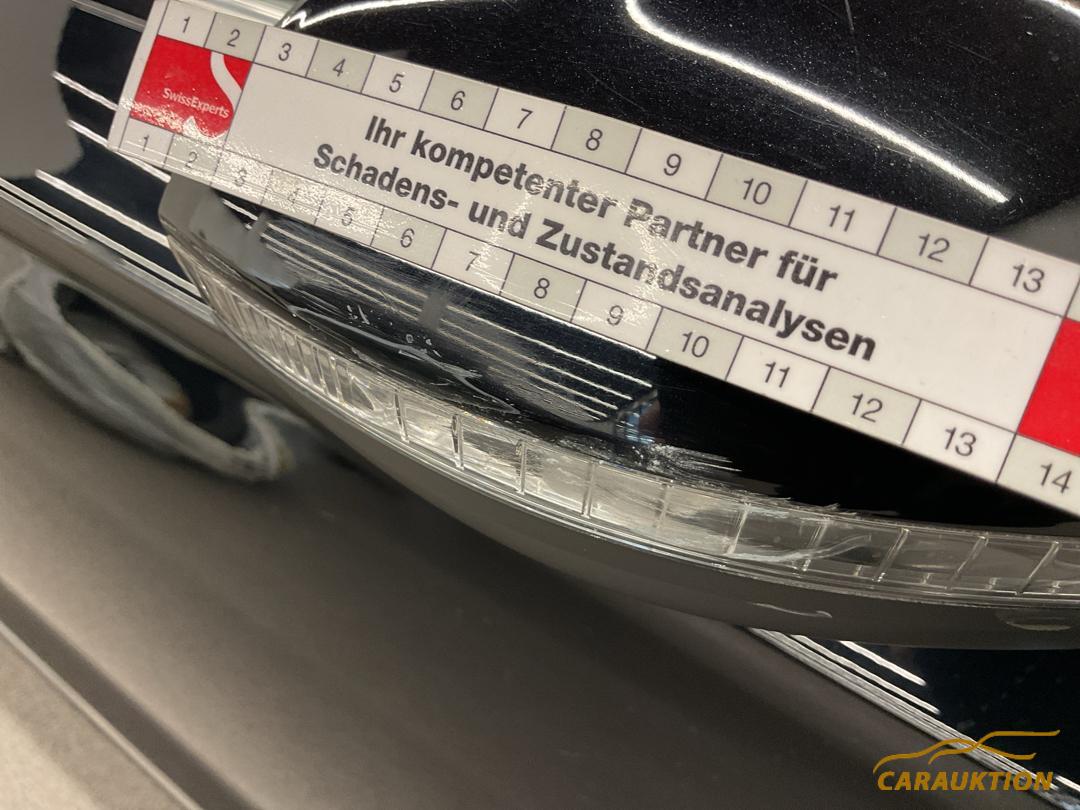 1 2 3 4 5 6 7 8 9 10 11 12 13
SwissExperts
Ihr kompetenter Partner für
Schadens- und Zustandsanalysen
1 2 3 4 5 6 7 8 9 10 11 12 13 14
CARAUKTION